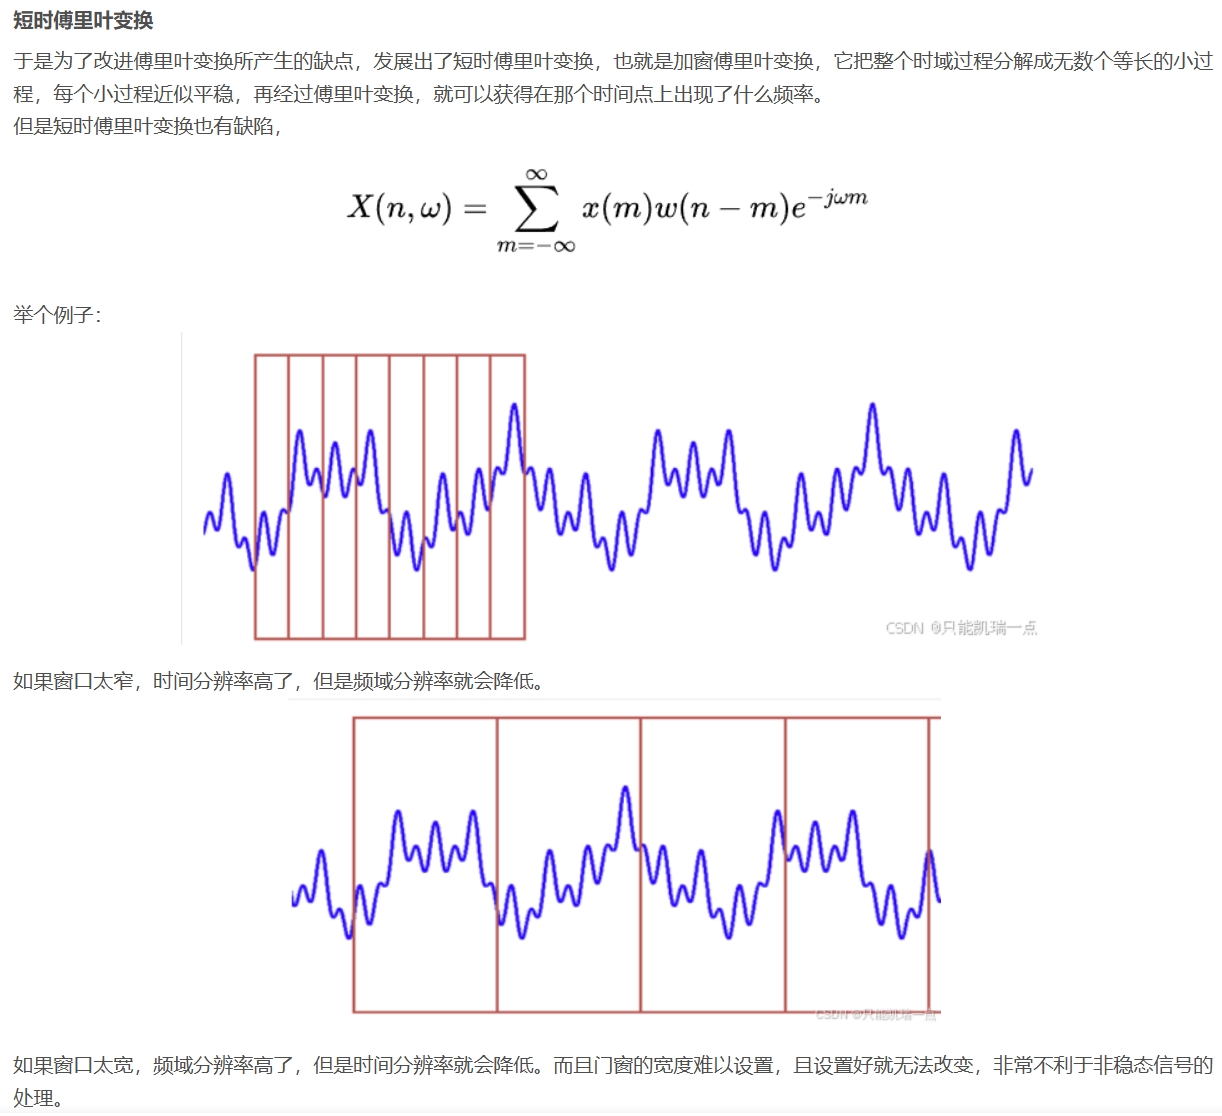 短时傅里叶变换
于是为了改进傅里叶变换所产生的缺点，发展出了短时傅里叶变换，也就是加窗傅里叶变换，它把整个时域过程分解成无数个等长的小过
程，每个小过程近似平稳，再经过傅里叶变换，就可以获得在那个时间点上出现了什么频率。
但是短时傅里叶变换也有缺陷，
X(n, ω) = ∑_{m=−∞}^{∞} x(m)w(n − m)e^{−jωm}
举个例子：
CSDN @只能凯瑞一点
如果窗口太窄，时间分辨率高了，但是频域分辨率就会降低。
CSDN @只能凯瑞一点
如果窗口太宽，频域分辨率高了，但是时间分辨率就会降低。而且门窗的宽度难以设置，且设置好就无法改变，非常不利于非稳态信号的
处理。